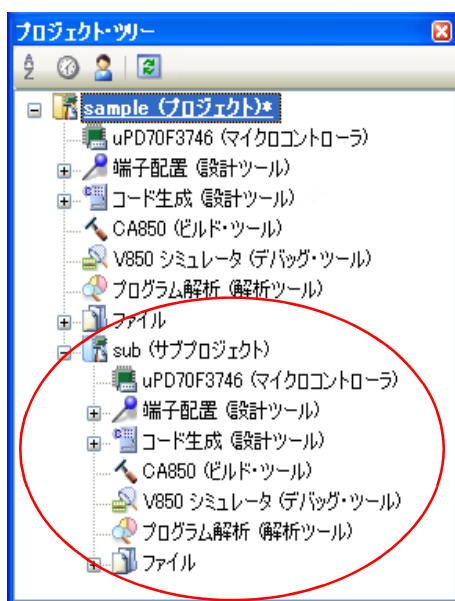 プロジェクト・ツリー
sample (プロジェクト)*
uPD70F3746 (マイクロコントローラ)
端子配置 (設計ツール)
コード生成 (設計ツール)
CA850 (ビルド・ツール)
V850 シミュレータ (デバッグ・ツール)
プログラム解析 (解析ツール)
ファイル
sub (サブプロジェクト)
uPD70F3746 (マイクロコントローラ)
端子配置 (設計ツール)
コード生成 (設計ツール)
CA850 (ビルド・ツール)
V850 シミュレータ (デバッグ・ツール)
プログラム解析 (解析ツール)
ファイル